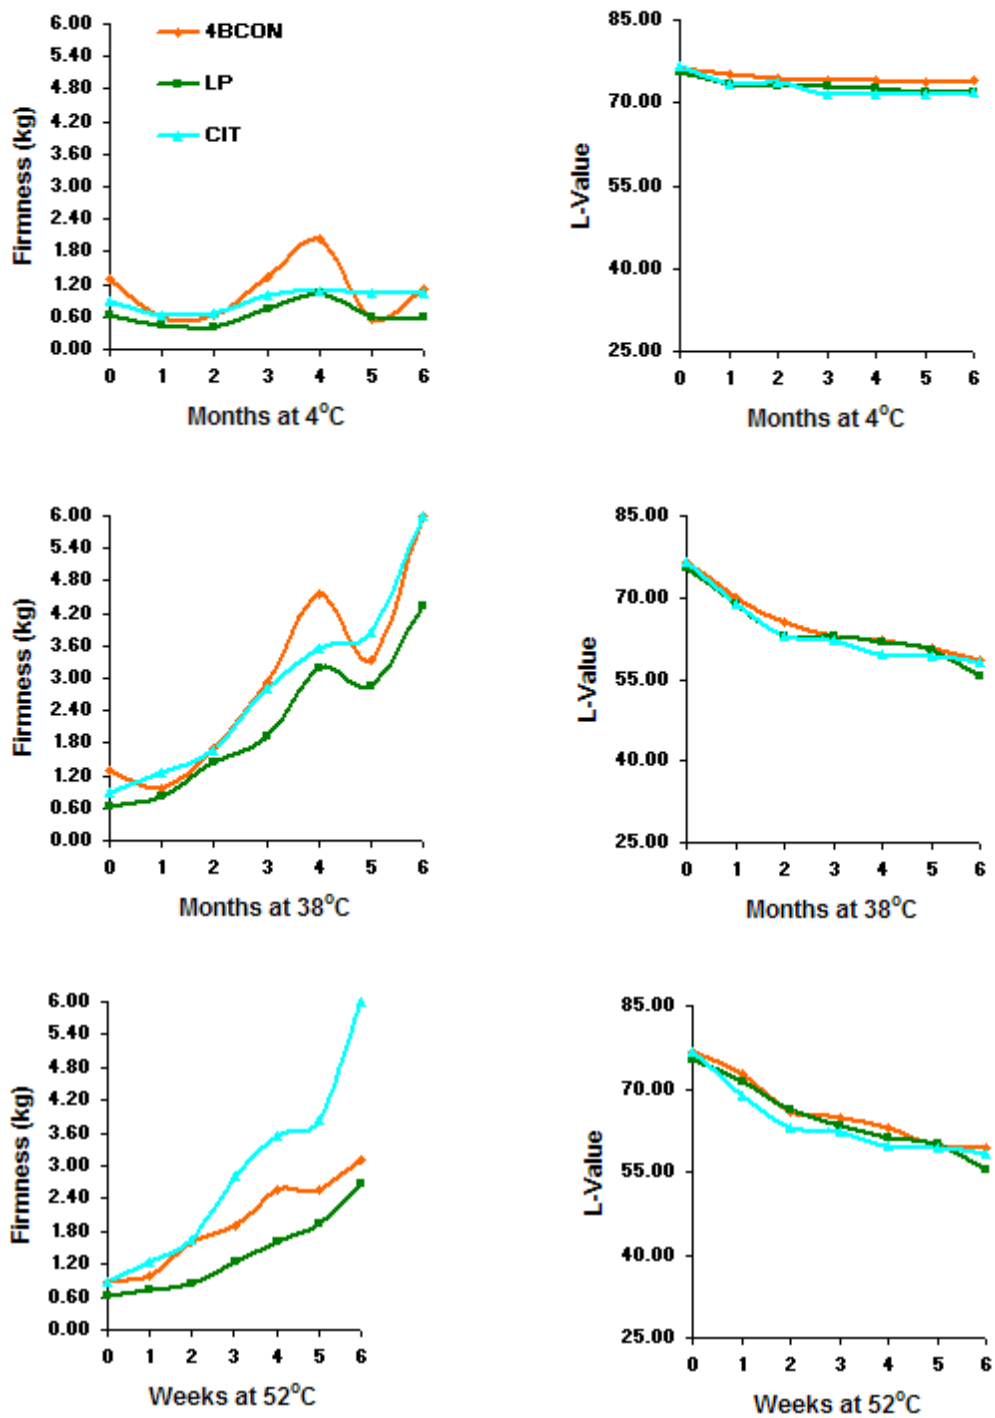 6.00
5.40
4.80
4.20
3.60
3.00
2.40
1.80
1.20
0.60
0.00
Firmness (kg)
4BCON
LP
CIT
0 1 2 3 4 5 6
Months at 4°C
85.00
70.00
55.00
40.00
25.00
L-Value
0 1 2 3 4 5 6
Months at 4°C
6.00
5.40
4.80
4.20
3.60
3.00
2.40
1.80
1.20
0.60
0.00
Firmness (kg)
0 1 2 3 4 5 6
Months at 38°C
85.00
70.00
55.00
40.00
25.00
L-Value
0 1 2 3 4 5 6
Months at 38°C
6.00
5.40
4.80
4.20
3.60
3.00
2.40
1.80
1.20
0.60
0.00
Firmness (kg)
0 1 2 3 4 5 6
Weeks at 52°C
85.00
70.00
55.00
40.00
25.00
L-Value
0 1 2 3 4 5 6
Weeks at 52°C